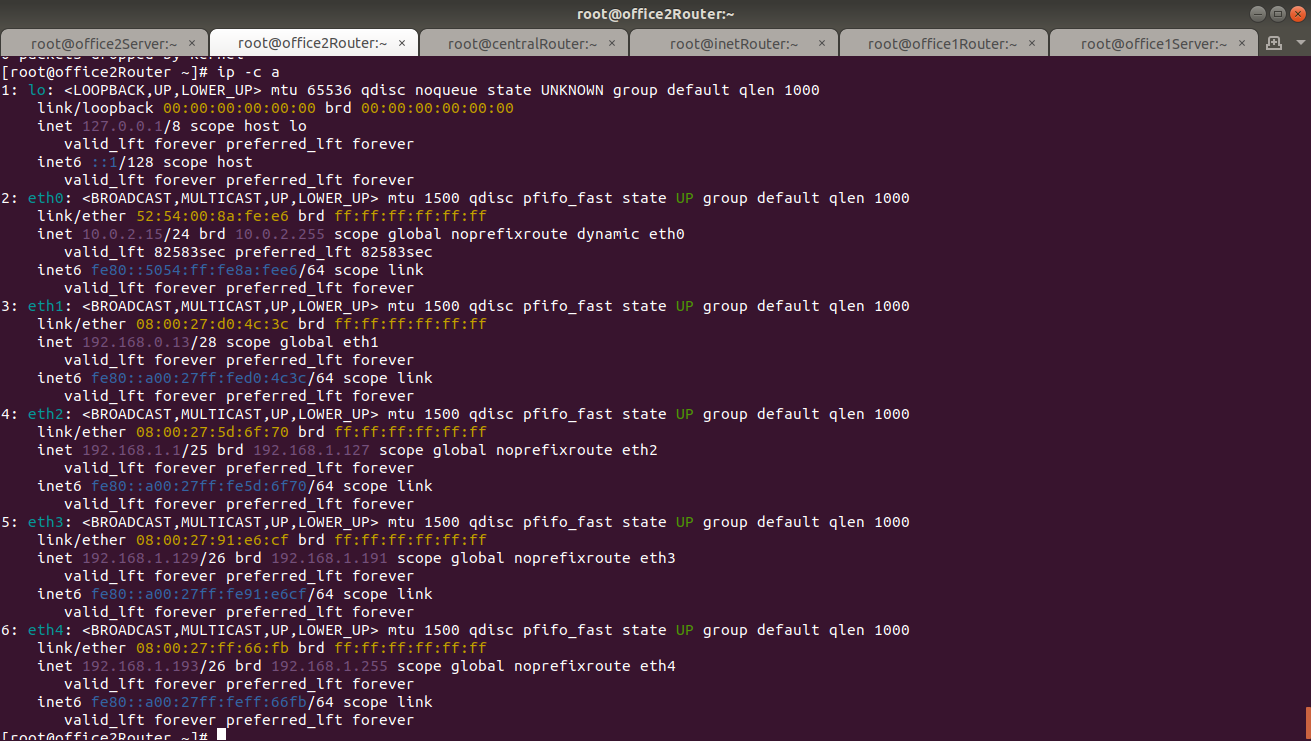 root@office2Router:~
root@office2Server:~ × root@office2Router:~ × root@centralRouter:~ × root@inetRouter:~ × root@office1Router:~ × root@office1Server:~ ×
0 packets dropped by kernel
[root@office2Router ~]# ip -c a
1: lo: <LOOPBACK,UP,LOWER_UP> mtu 65536 qdisc noqueue state UNKNOWN group default qlen 1000
    link/loopback 00:00:00:00:00:00 brd 00:00:00:00:00:00
    inet 127.0.0.1/8 scope host lo
       valid_lft forever preferred_lft forever
    inet6 ::1/128 scope host
       valid_lft forever preferred_lft forever
2: eth0: <BROADCAST,MULTICAST,UP,LOWER_UP> mtu 1500 qdisc pfifo_fast state UP group default qlen 1000
    link/ether 52:54:00:8a:fe:e6 brd ff:ff:ff:ff:ff:ff
    inet 10.0.2.15/24 brd 10.0.2.255 scope global noprefixroute dynamic eth0
       valid_lft 82583sec preferred_lft 82583sec
    inet6 fe80::5054:ff:fe8a:fee6/64 scope link
       valid_lft forever preferred_lft forever
3: eth1: <BROADCAST,MULTICAST,UP,LOWER_UP> mtu 1500 qdisc pfifo_fast state UP group default qlen 1000
    link/ether 08:00:27:d0:4c:3c brd ff:ff:ff:ff:ff:ff
    inet 192.168.0.13/28 scope global eth1
       valid_lft forever preferred_lft forever
    inet6 fe80::a00:27ff:fed0:4c3c/64 scope link
       valid_lft forever preferred_lft forever
4: eth2: <BROADCAST,MULTICAST,UP,LOWER_UP> mtu 1500 qdisc pfifo_fast state UP group default qlen 1000
    link/ether 08:00:27:5d:6f:70 brd ff:ff:ff:ff:ff:ff
    inet 192.168.1.1/25 brd 192.168.1.127 scope global noprefixroute eth2
       valid_lft forever preferred_lft forever
    inet6 fe80::a00:27ff:fe5d:6f70/64 scope link
       valid_lft forever preferred_lft forever
5: eth3: <BROADCAST,MULTICAST,UP,LOWER_UP> mtu 1500 qdisc pfifo_fast state UP group default qlen 1000
    link/ether 08:00:27:91:e6:cf brd ff:ff:ff:ff:ff:ff
    inet 192.168.1.129/26 brd 192.168.1.191 scope global noprefixroute eth3
       valid_lft forever preferred_lft forever
    inet6 fe80::a00:27ff:fe91:e6cf/64 scope link
       valid_lft forever preferred_lft forever
6: eth4: <BROADCAST,MULTICAST,UP,LOWER_UP> mtu 1500 qdisc pfifo_fast state UP group default qlen 1000
    link/ether 08:00:27:ff:66:fb brd ff:ff:ff:ff:ff:ff
    inet 192.168.1.193/26 brd 192.168.1.255 scope global noprefixroute eth4
       valid_lft forever preferred_lft forever
    inet6 fe80::a00:27ff:feff:66fb/64 scope link
       valid_lft forever preferred_lft forever
[root@office2Router ~]#